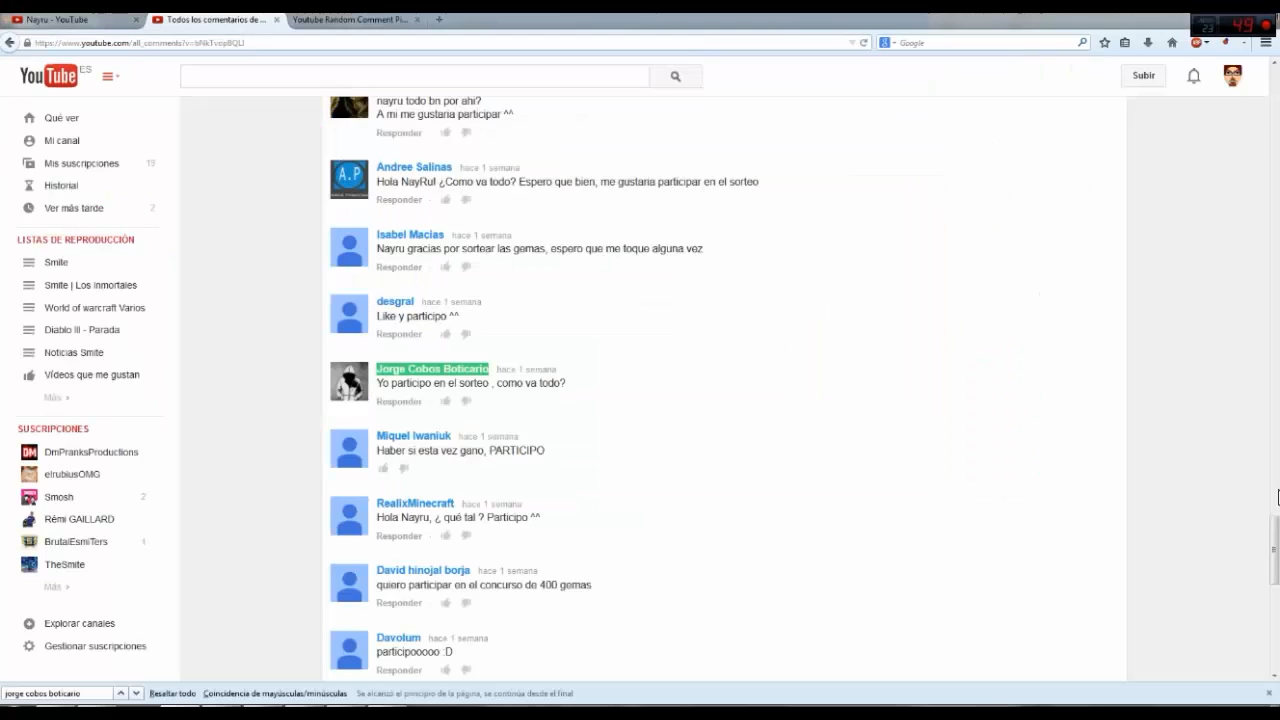 Nayru - YouTube
Todos los comentarios de ...
Youtube Random Comment Pi...
23
49
https://www.youtube.com/all_comments?v=bNkTvop8QLI
Google
YouTube ES
Subir
Qué ver
Mi canal
Mis suscripciones 19
Historial
Ver más tarde 2
LISTAS DE REPRODUCCIÓN
Smite
Smite | Los inmortales
World of warcraft Varios
Diablo III - Parada
Noticias Smite
Vídeos que me gustan
Más
SUSCRIPCIONES
DmPranksProductions
elrubiusOMG
Smosh 2
Rémi GAILLARD
BrutalEsmiTers
TheSmite
Más
Explorar canales
Gestionar suscripciones
nayru todo bn por ahi?
A mi me gustaria participar ^^
Responder
A.P
Andree Salinas hace 1 semana
Hola NayRu! ¿Como va todo? Espero que bien, me gustaria participar en el sorteo
Responder
Isabel Macias hace 1 semana
Nayru gracias por sortear las gemas, espero que me toque alguna vez
Responder
desgral hace 1 semana
Like y participo ^^
Responder
Jorge Cobos Boticario hace 1 semana
Yo participo en el sorteo , como va todo?
Responder
Miquel Iwaniuk hace 1 semana
Haber si esta vez gano, PARTICIPO
RealixMinecraft hace 1 semana
Hola Nayru, ¿ qué tal ? Participo ^^
Responder
David hinojal borja hace 1 semana
quiero participar en el concurso de 400 gemas
Responder
Davolum hace 1 semana
participooooo :D
Responder
jorge cobos boticario
Resaltar todo Coincidencia de mayúsculas/minúsculas Se alcanzó el principio de la página, se continúa desde el final